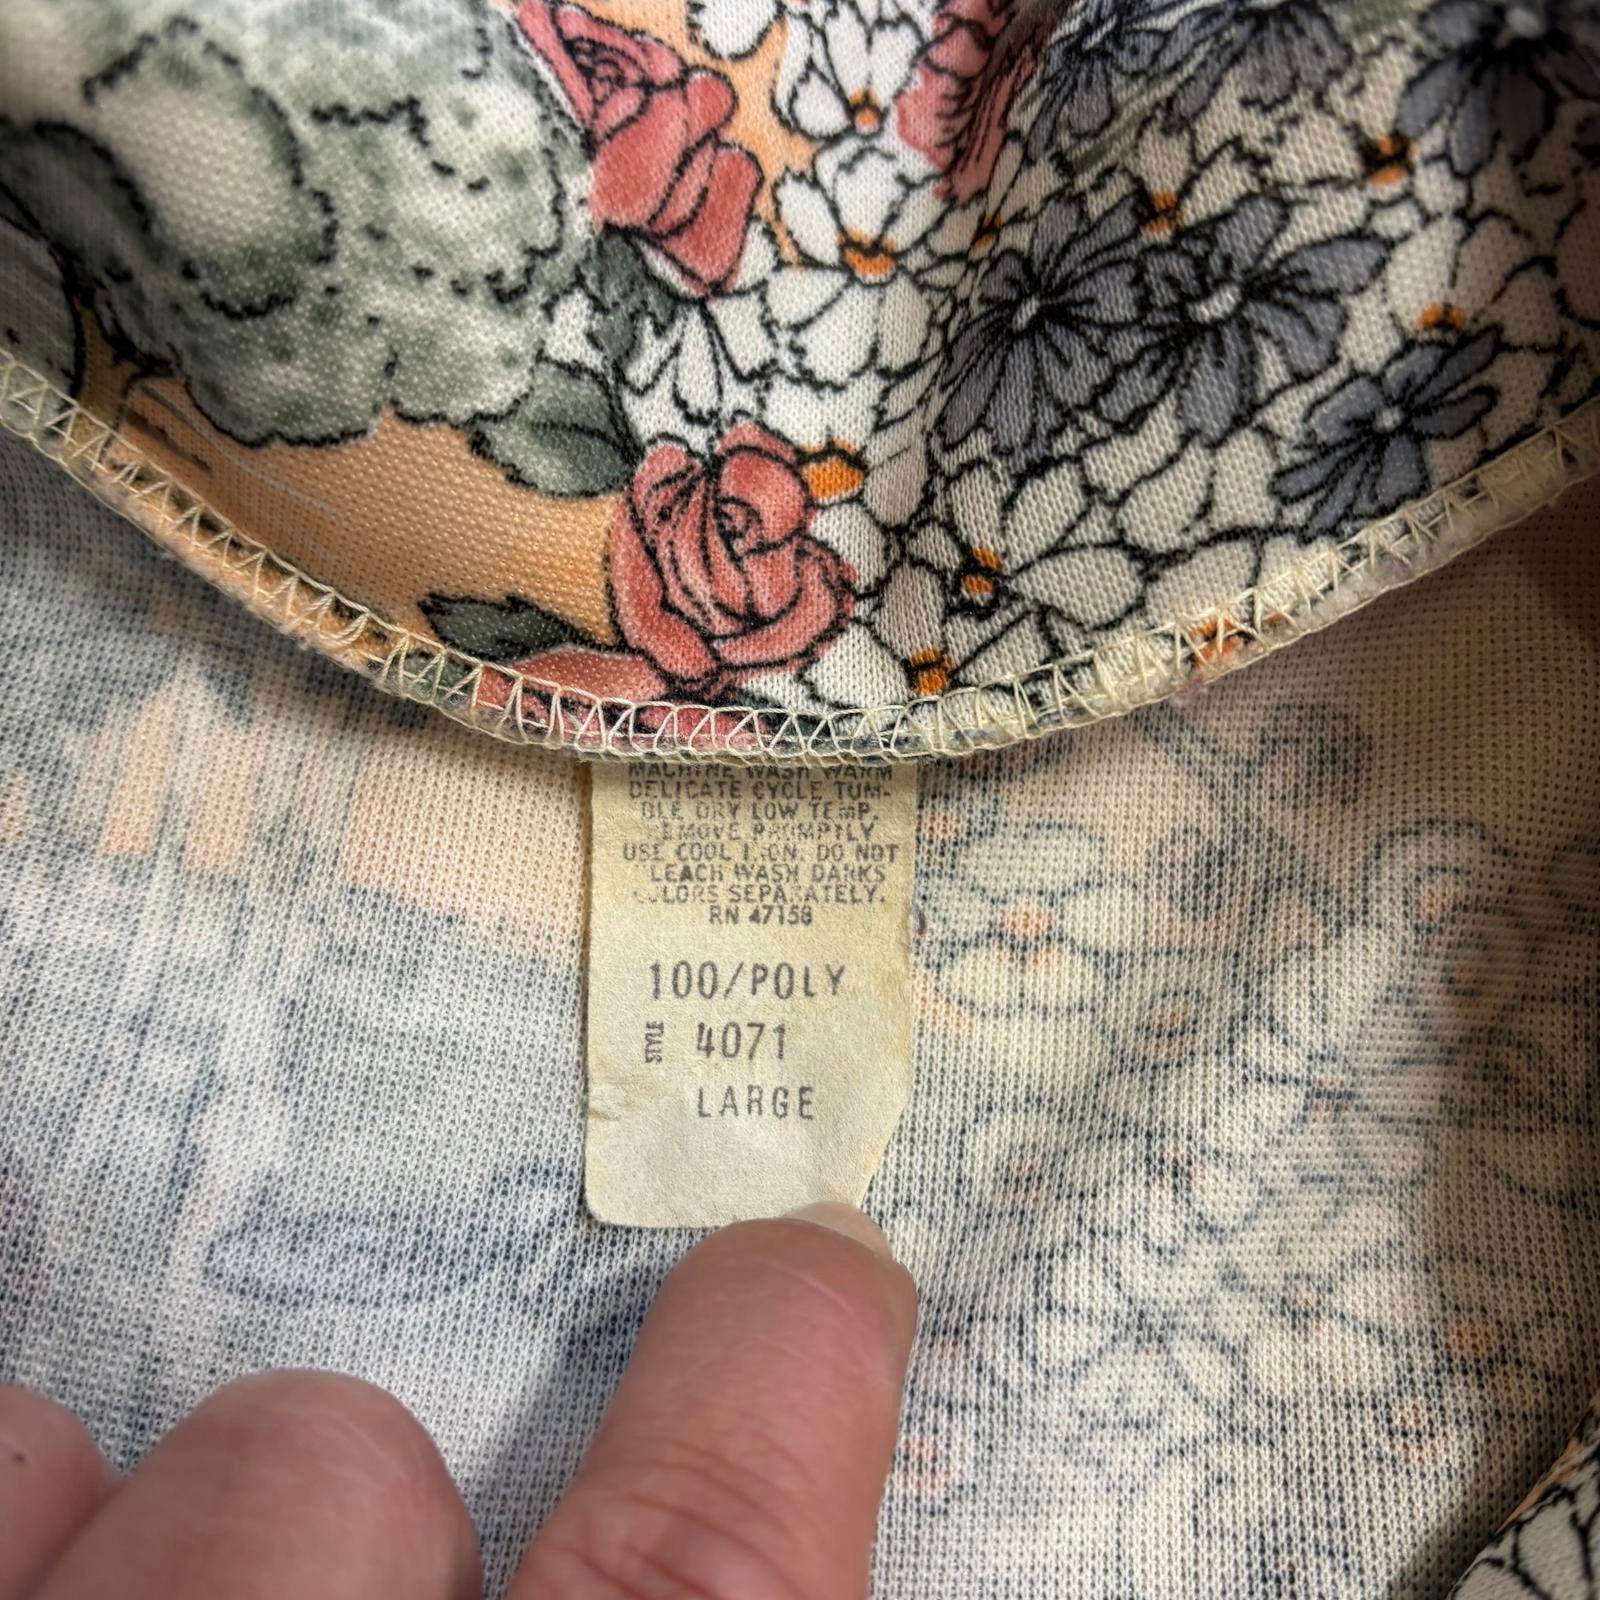 MACHINE WASH WARM
DELICATE CYCLE TUM-
BLE DRY LOW TEMP.
REMOVE PROMPTLY
USE COOL IRON. DO NOT
BLEACH WASH DARKS
COLORS SEPARATELY.
RN 47158
100/POLY
STYLE 4071
LARGE